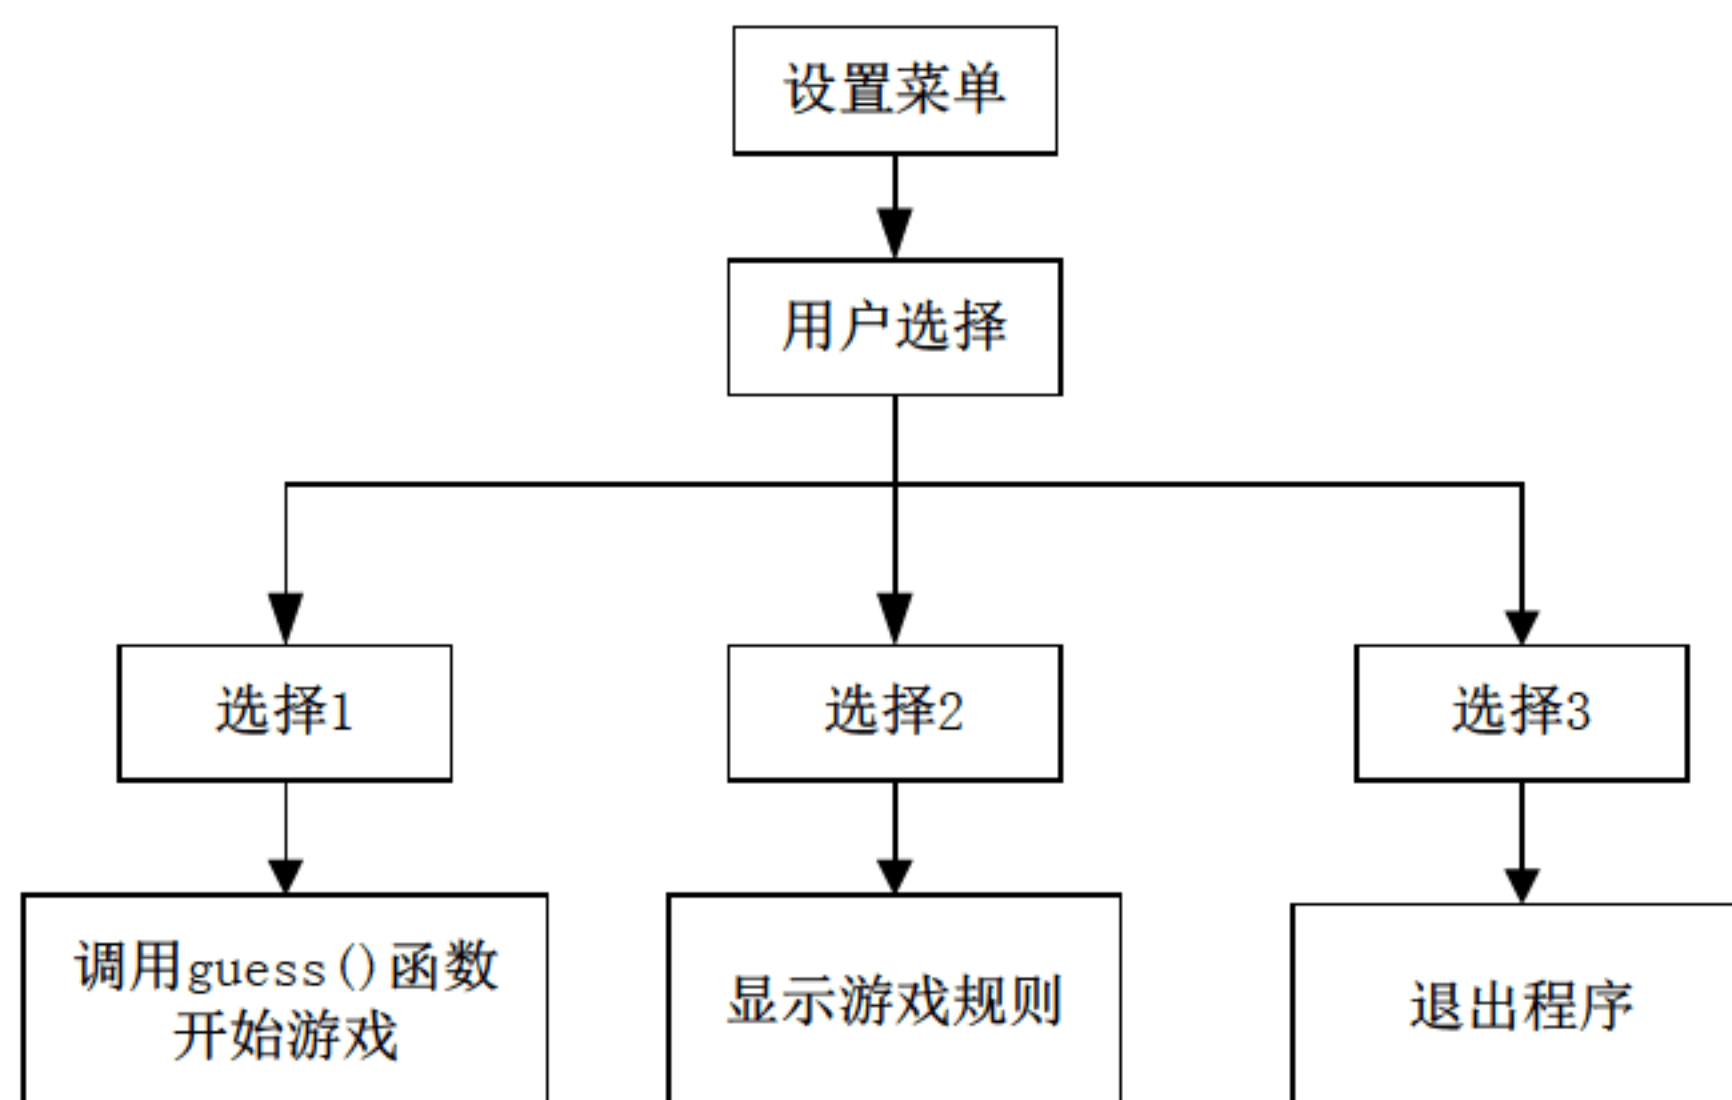 设置菜单
用户选择
选择1
选择2
选择3
调用guess()函数
开始游戏
显示游戏规则
退出程序